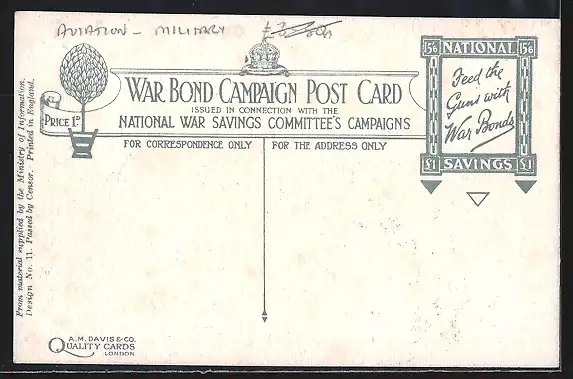 AVIATION - MILITARY
WAR BOND CAMPAIGN POST CARD
ISSUED IN CONNECTION WITH THE
NATIONAL WAR SAVINGS COMMITTEE'S CAMPAIGNS
PRICE 1D
FOR CORRESPONDENCE ONLY
FOR THE ADDRESS ONLY
15/6 NATIONAL 15/6
Feed the
Guns with
War Bonds
£1 SAVINGS £1
From material supplied by the Ministry of Information.
Design No. 11. Passed by Censor. Printed in England.
A.M. DAVIS & CO.
QUALITY CARDS
LONDON